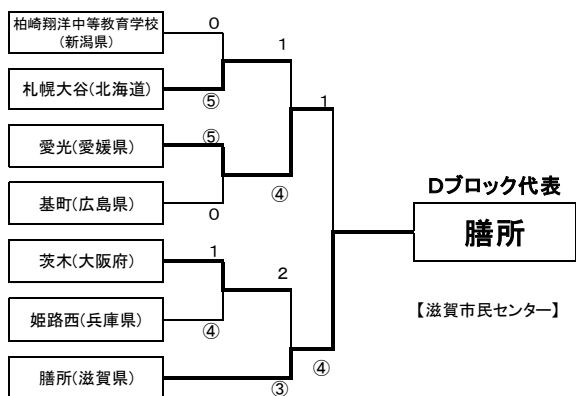 柏崎翔洋中等教育学校
(新潟県)
0
1
札幌大谷(北海道)
⑤
1
愛光(愛媛県)
⑤
④
基町(広島県)
0
Dブロック代表
膳所
茨木(大阪府)
1
2
姫路西(兵庫県)
④
【滋賀市民センター】
④
膳所(滋賀県)
③